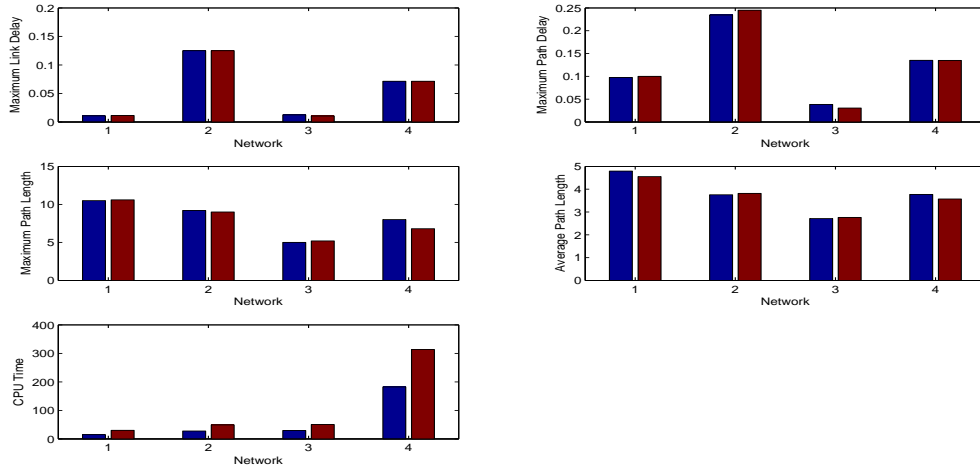 Maximum Link Delay
0.2
0.15
0.1
0.05
0
1 2 3 4
Network
Maximum Path Delay
0.25
0.2
0.15
0.1
0.05
0
1 2 3 4
Network
Maximum Path Length
15
10
5
0
1 2 3 4
Network
Average Path Length
5
4
3
2
1
0
1 2 3 4
Network
CPU Time
400
300
200
100
0
1 2 3 4
Network